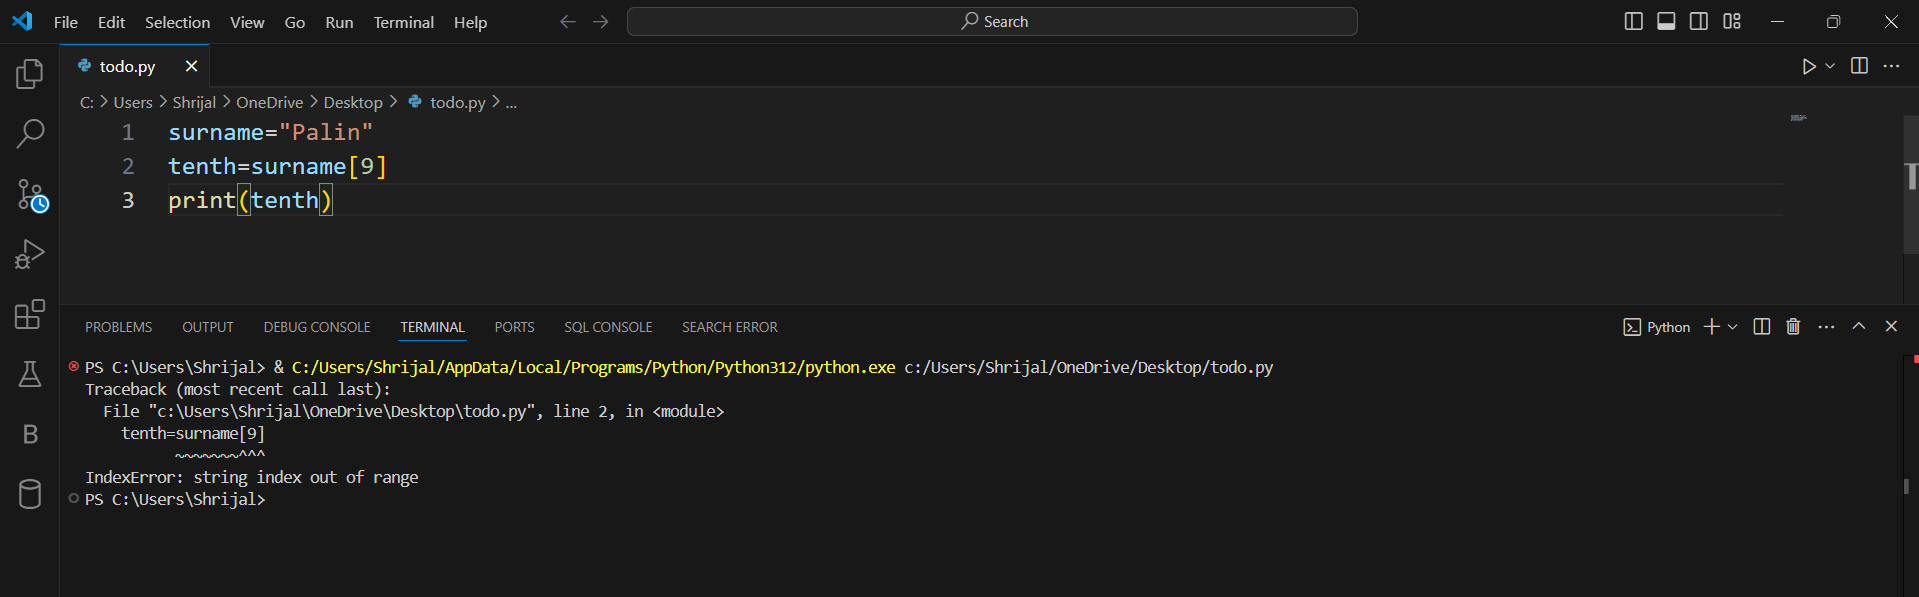 File Edit Selection View Go Run Terminal Help Search
todo.py
C: > Users > Shrijal > OneDrive > Desktop > todo.py > ...
1 surname="Palin"
2 tenth=surname[9]
3 print(tenth)
PROBLEMS OUTPUT DEBUG CONSOLE TERMINAL PORTS SQL CONSOLE SEARCH ERROR Python
PS C:\Users\Shrijal> & C:/Users/Shrijal/AppData/Local/Programs/Python/Python312/python.exe c:/Users/Shrijal/OneDrive/Desktop/todo.py
Traceback (most recent call last):
  File "c:\Users\Shrijal\OneDrive\Desktop\todo.py", line 2, in <module>
    tenth=surname[9]
          ~~~~~~~^^^
IndexError: string index out of range
PS C:\Users\Shrijal>
B